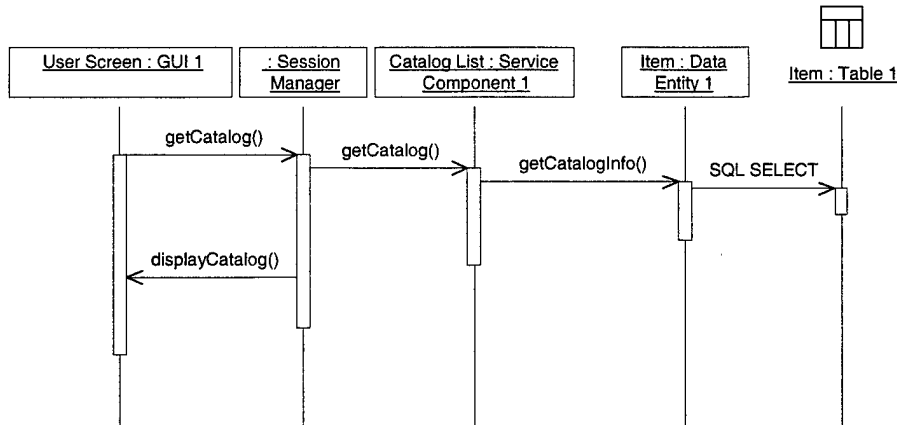 User Screen : GUI 1
: Session
Manager
Catalog List : Service
Component 1
Item : Data
Entity 1
Item : Table 1
getCatalog()
getCatalog()
getCatalogInfo()
SQL SELECT
displayCatalog()